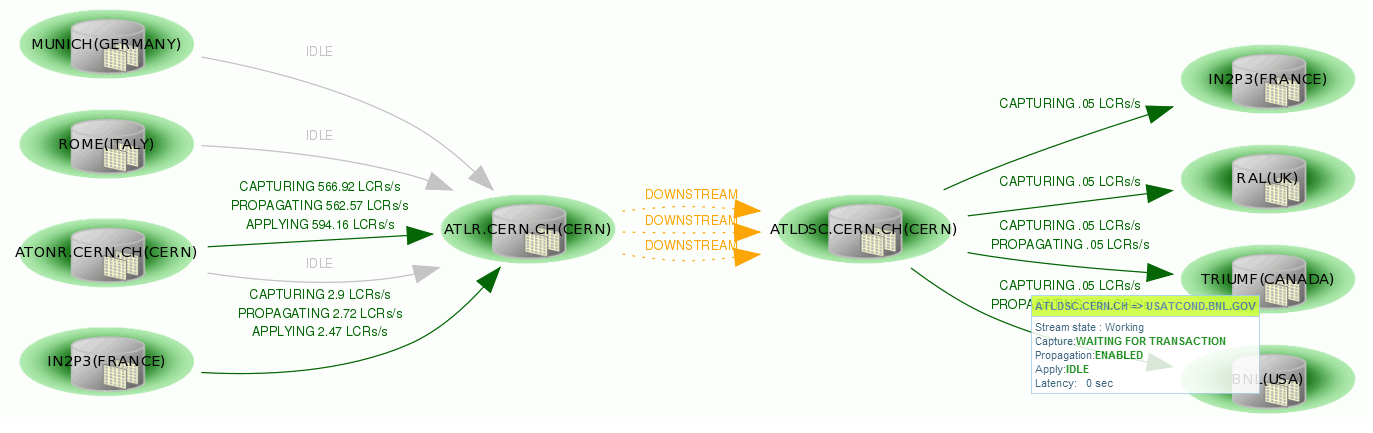 MUNICH(GERMANY)
IDLE
ROME(ITALY)
IDLE
CAPTURING 566.92 LCRs/s
PROPAGATING 562.57 LCRs/s
APPLYING 594.16 LCRs/s
ATONR.CERN.CH(CERN)
IDLE
CAPTURING 2.9 LCRs/s
PROPAGATING 2.72 LCRs/s
APPLYING 2.47 LCRs/s
IN2P3(FRANCE)
ATLR.CERN.CH(CERN)
DOWNSTREAM
DOWNSTREAM
DOWNSTREAM
ATLDSC.CERN.CH(CERN)
CAPTURING .05 LCRs/s
IN2P3(FRANCE)
CAPTURING .05 LCRs/s
RAL(UK)
CAPTURING .05 LCRs/s
PROPAGATING .05 LCRs/s
TRIUMF(CANADA)
CAPTURING .05 LCRs/s
ATLDSC.CERN.CH => USATCOND.BNL.GOV
Stream state : Working
Capture:WAITING FOR TRANSACTION
Propagation:ENABLED
Apply:IDLE
Latency: 0 sec
BNL(USA)